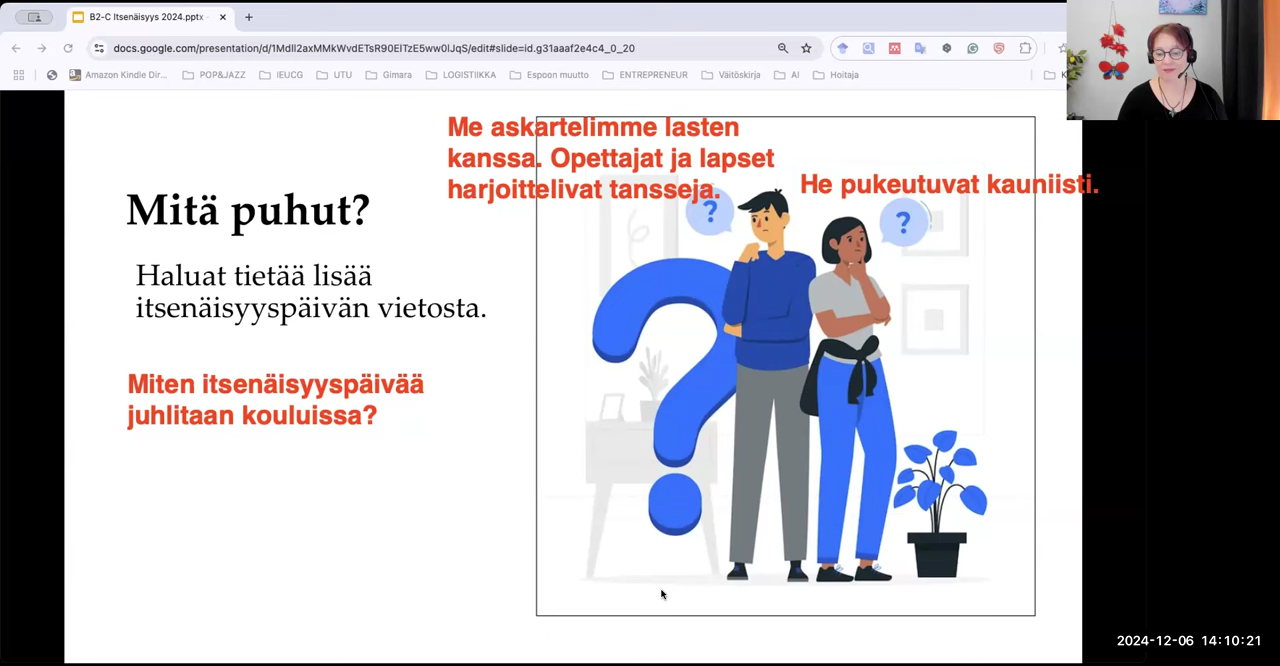 B2-C Itsenäisyys 2024.pptx
docs.google.com/presentation/d/1MdlI2axMMkWvdETsR90ElTzE5ww0IJqS/edit#slide=id.g31aaaf2e4c4_0_20
Amazon Kindle Dir... POP&JAZZ IEUCG UTU Gimara LOGISTIIKKA Espoon muutto ENTREPRENEUR Väitöskirja AI Hoitaja
Me askartelimme lasten
kanssa. Opettajat ja lapset
harjoittelivat tansseja.
He pukeutuvat kauniisti.
Mitä puhut?
? ?
Haluat tietää lisää
itsenäisyyspäivän vietosta.
Miten itsenäisyyspäivää
juhlitaan kouluissa?
2024-12-06 14:10:21